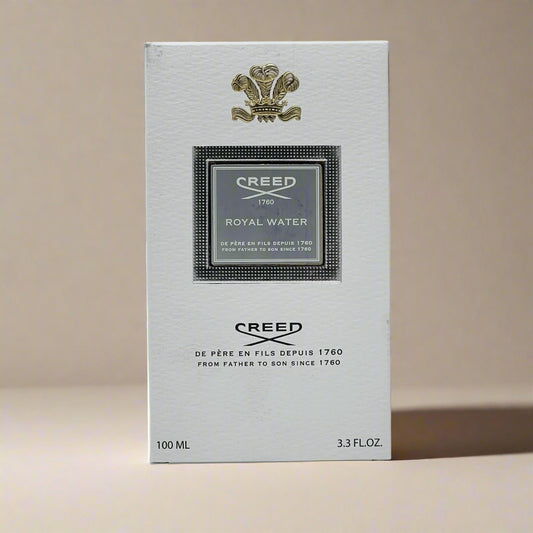 CREED
1760
ROYAL WATER
DE PÈRE EN FILS DEPUIS 1760
FROM FATHER TO SON SINCE 1760
CREED
DE PÈRE EN FILS DEPUIS 1760
FROM FATHER TO SON SINCE 1760
100 ML 3.3 FL.OZ.